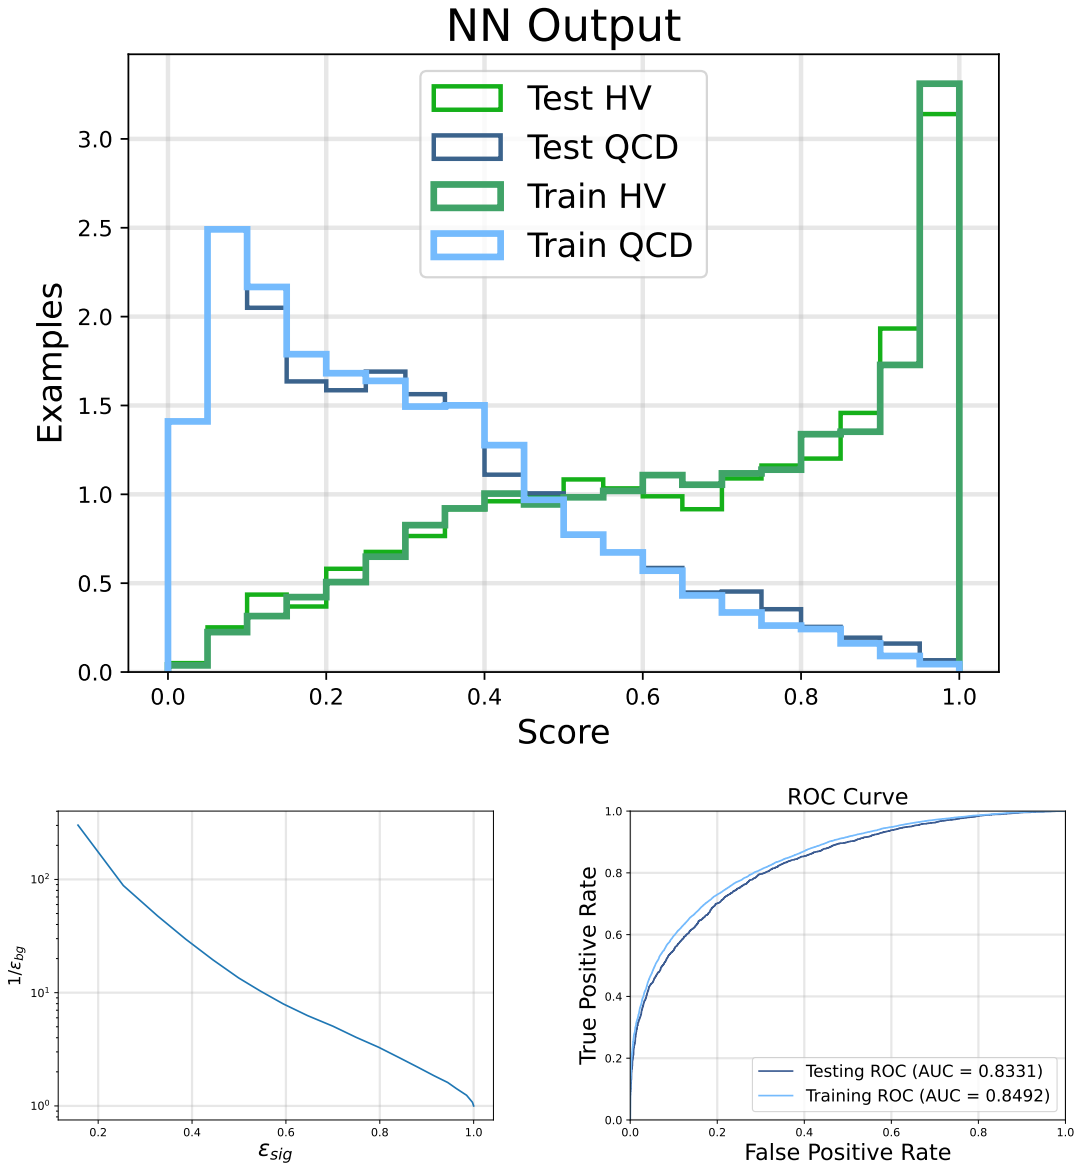 NN Output
Test HV
Test QCD
Train HV
Train QCD
Examples
3.0
2.5
2.0
1.5
1.0
0.5
0.0
0.0 0.2 0.4 0.6 0.8 1.0
Score
1/ε_bg
10²
10¹
10⁰
0.2 0.4 0.6 0.8 1.0
ε_sig
ROC Curve
True Positive Rate
1.0
0.8
0.6
0.4
0.2
0.0
Testing ROC (AUC = 0.8331)
Training ROC (AUC = 0.8492)
0.0 0.2 0.4 0.6 0.8 1.0
False Positive Rate